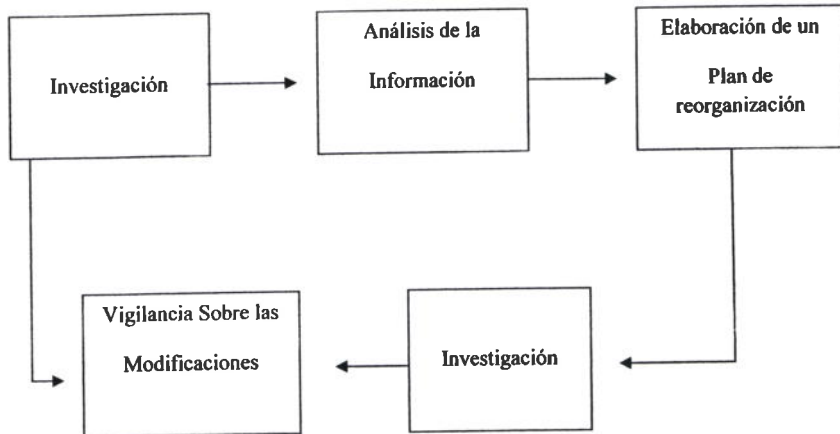 Investigación
Análisis de la
Información
Elaboración de un
Plan de
reorganización
Vigilancia Sobre las
Modificaciones
Investigación